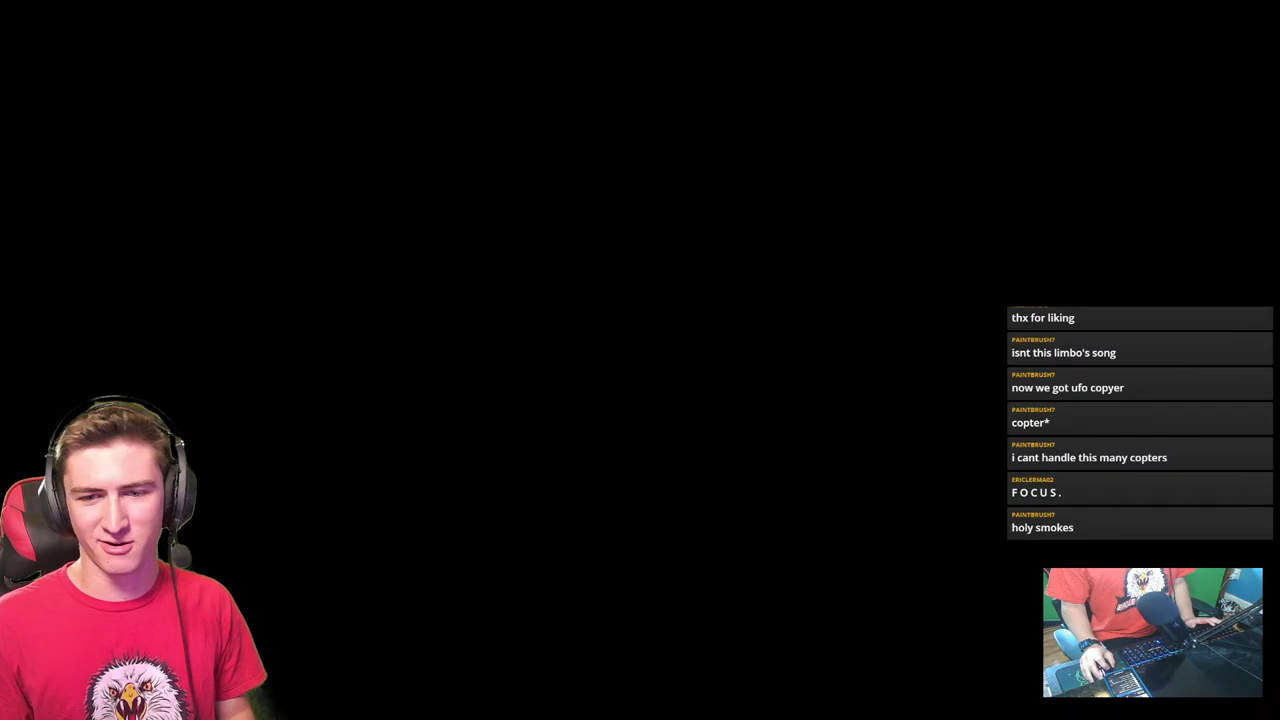 thx for liking
PAINTBRUSH7
isnt this limbo's song
PAINTBRUSH7
now we got ufo copyer
PAINTBRUSH7
copter*
PAINTBRUSH7
i cant handle this many copters
ERICLERMA02
F O C U S .
PAINTBRUSH7
holy smokes